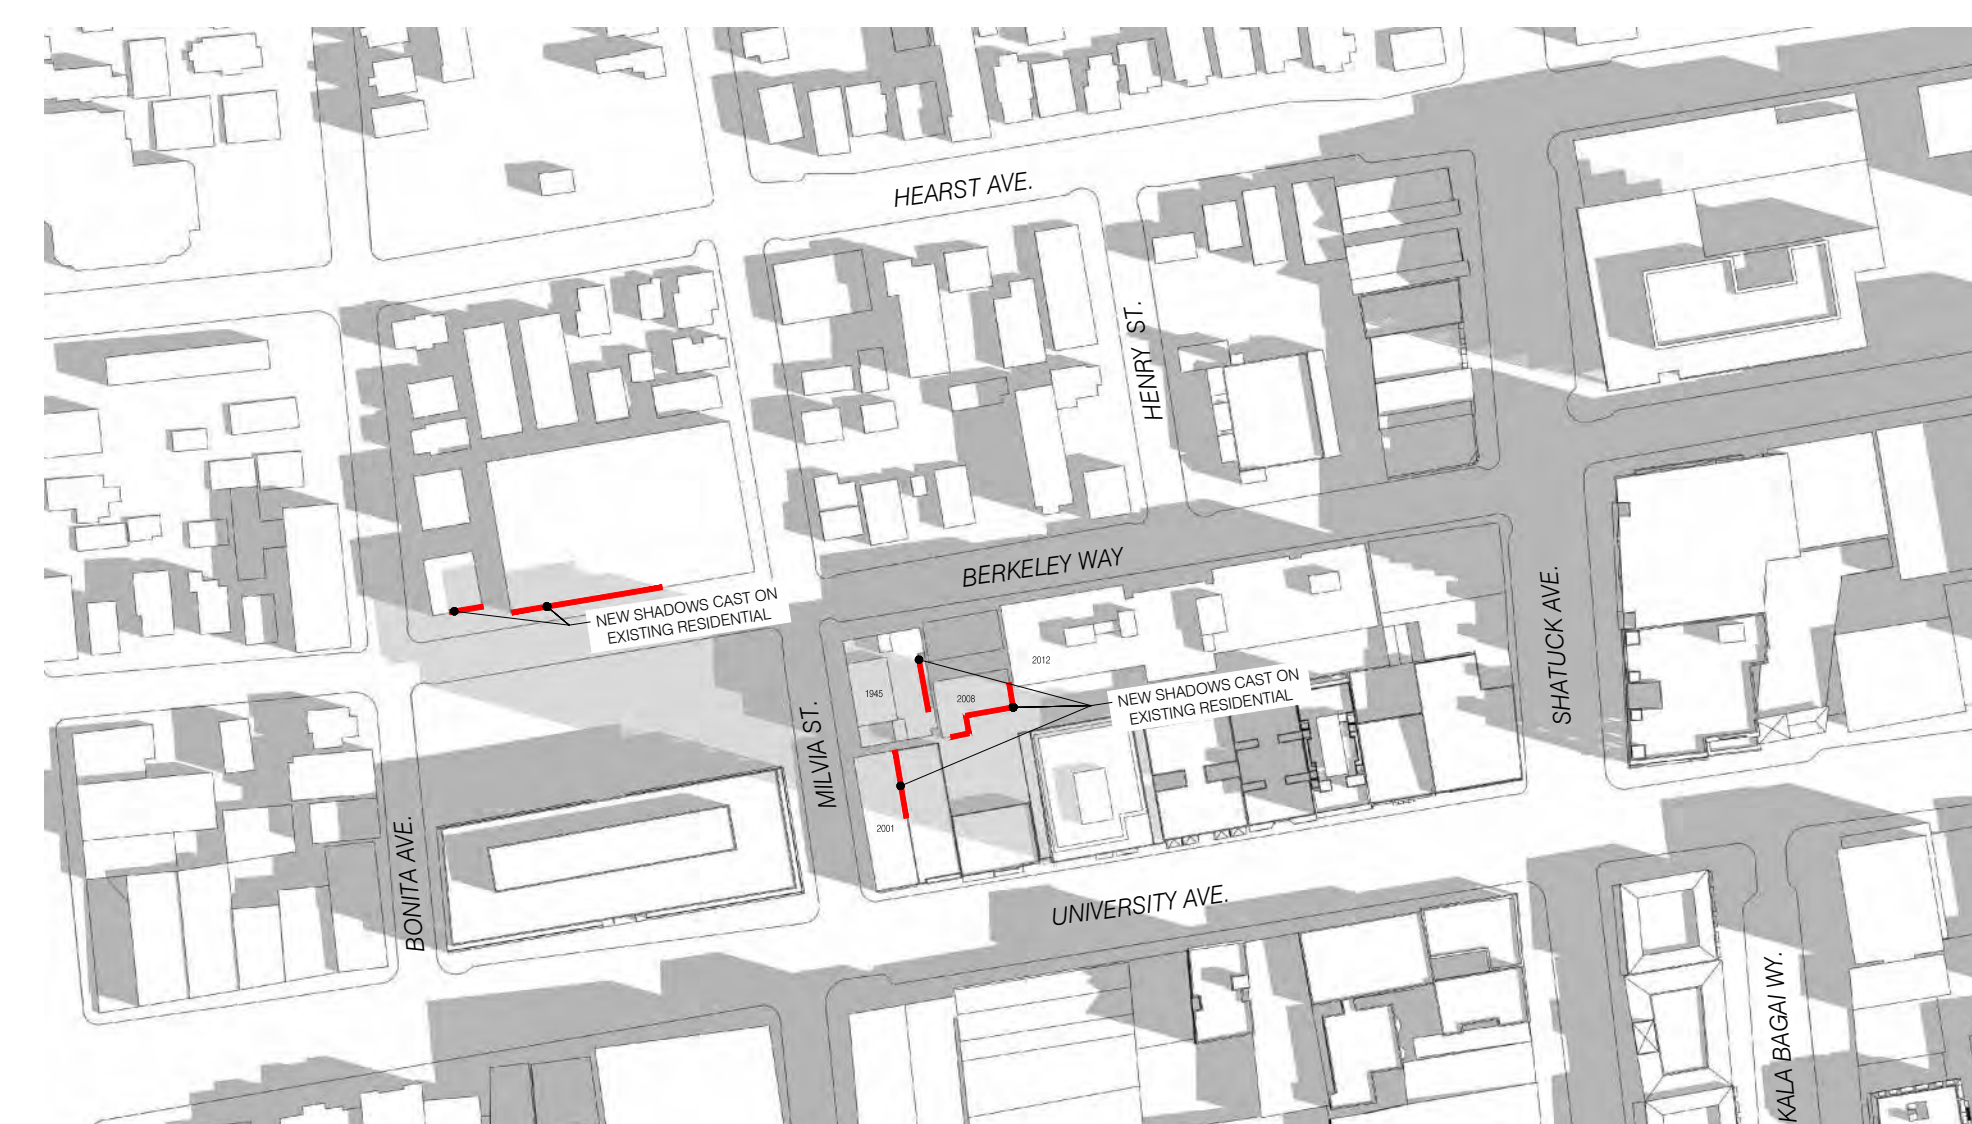 HEARST AVE.
HENRY ST.
BERKELEY WAY
NEW SHADOWS CAST ON
EXISTING RESIDENTIAL
SHATUCK AVE.
2012
1945
2008
NEW SHADOWS CAST ON
EXISTING RESIDENTIAL
MILVIA ST.
2001
BONITA AVE.
UNIVERSITY AVE.
KALA BAGAI WY.